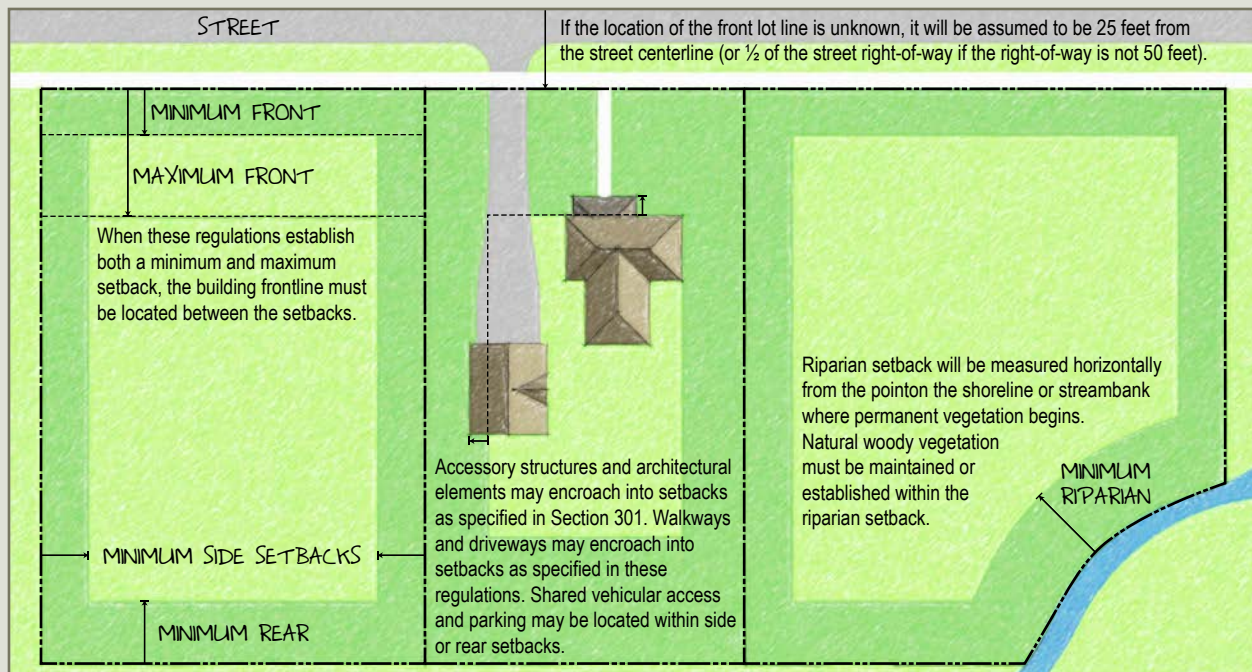 STREET
If the location of the front lot line is unknown, it will be assumed to be 25 feet from
the street centerline (or ½ of the street right-of-way if the right-of-way is not 50 feet).
MINIMUM FRONT
MAXIMUM FRONT
When these regulations establish
both a minimum and maximum
setback, the building frontline must
be located between the setbacks.
MINIMUM SIDE SETBACKS
MINIMUM REAR
Accessory structures and architectural
elements may encroach into setbacks
as specified in Section 301. Walkways
and driveways may encroach into
setbacks as specified in these
regulations. Shared vehicular access
and parking may be located within side
or rear setbacks.
Riparian setback will be measured horizontally
from the pointon the shoreline or streambank
where permanent vegetation begins.
Natural woody vegetation
must be maintained or
established within the
riparian setback.
MINIMUM
RIPARIAN